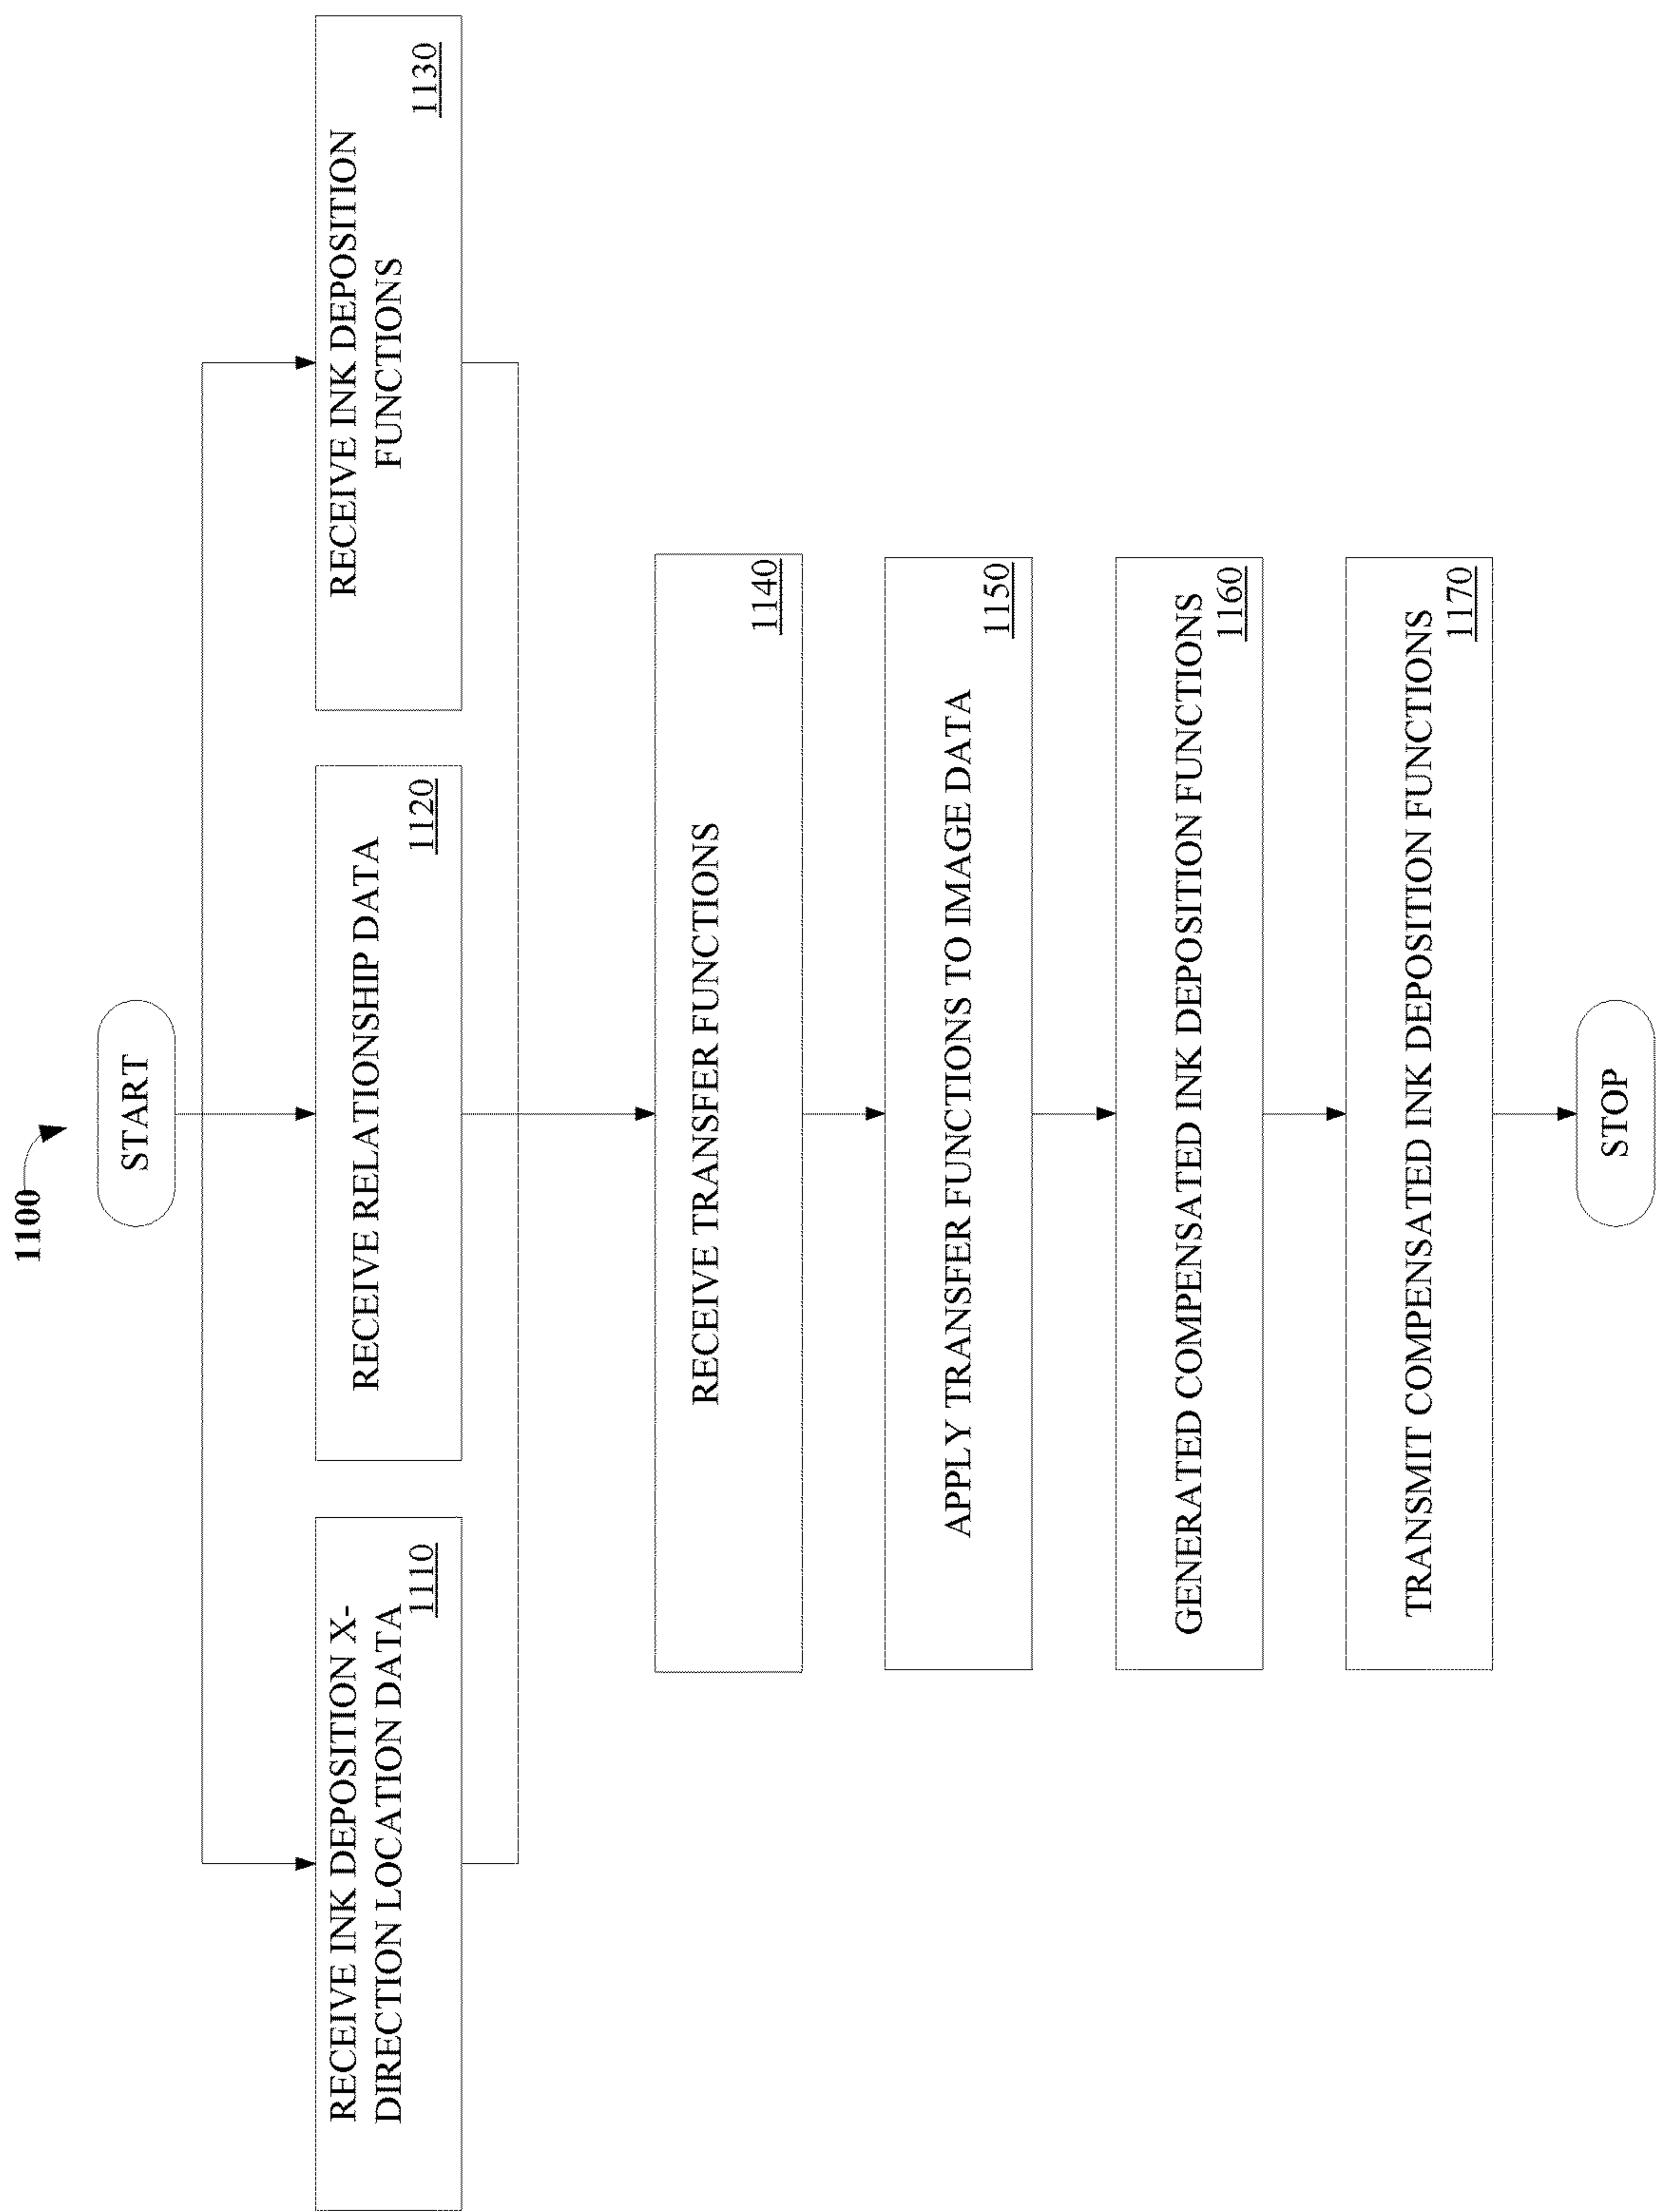 1100
START
RECEIVE INK DEPOSITION X-
DIRECTION LOCATION DATA
1110
RECEIVE RELATIONSHIP DATA
1120
RECEIVE INK DEPOSITION
FUNCTIONS
1130
RECEIVE TRANSFER FUNCTIONS
1140
APPLY TRANSFER FUNCTIONS TO IMAGE DATA
1150
GENERATED COMPENSATED INK DEPOSITION FUNCTIONS
1160
TRANSMIT COMPENSATED INK DEPOSITION FUNCTIONS
1170
STOP